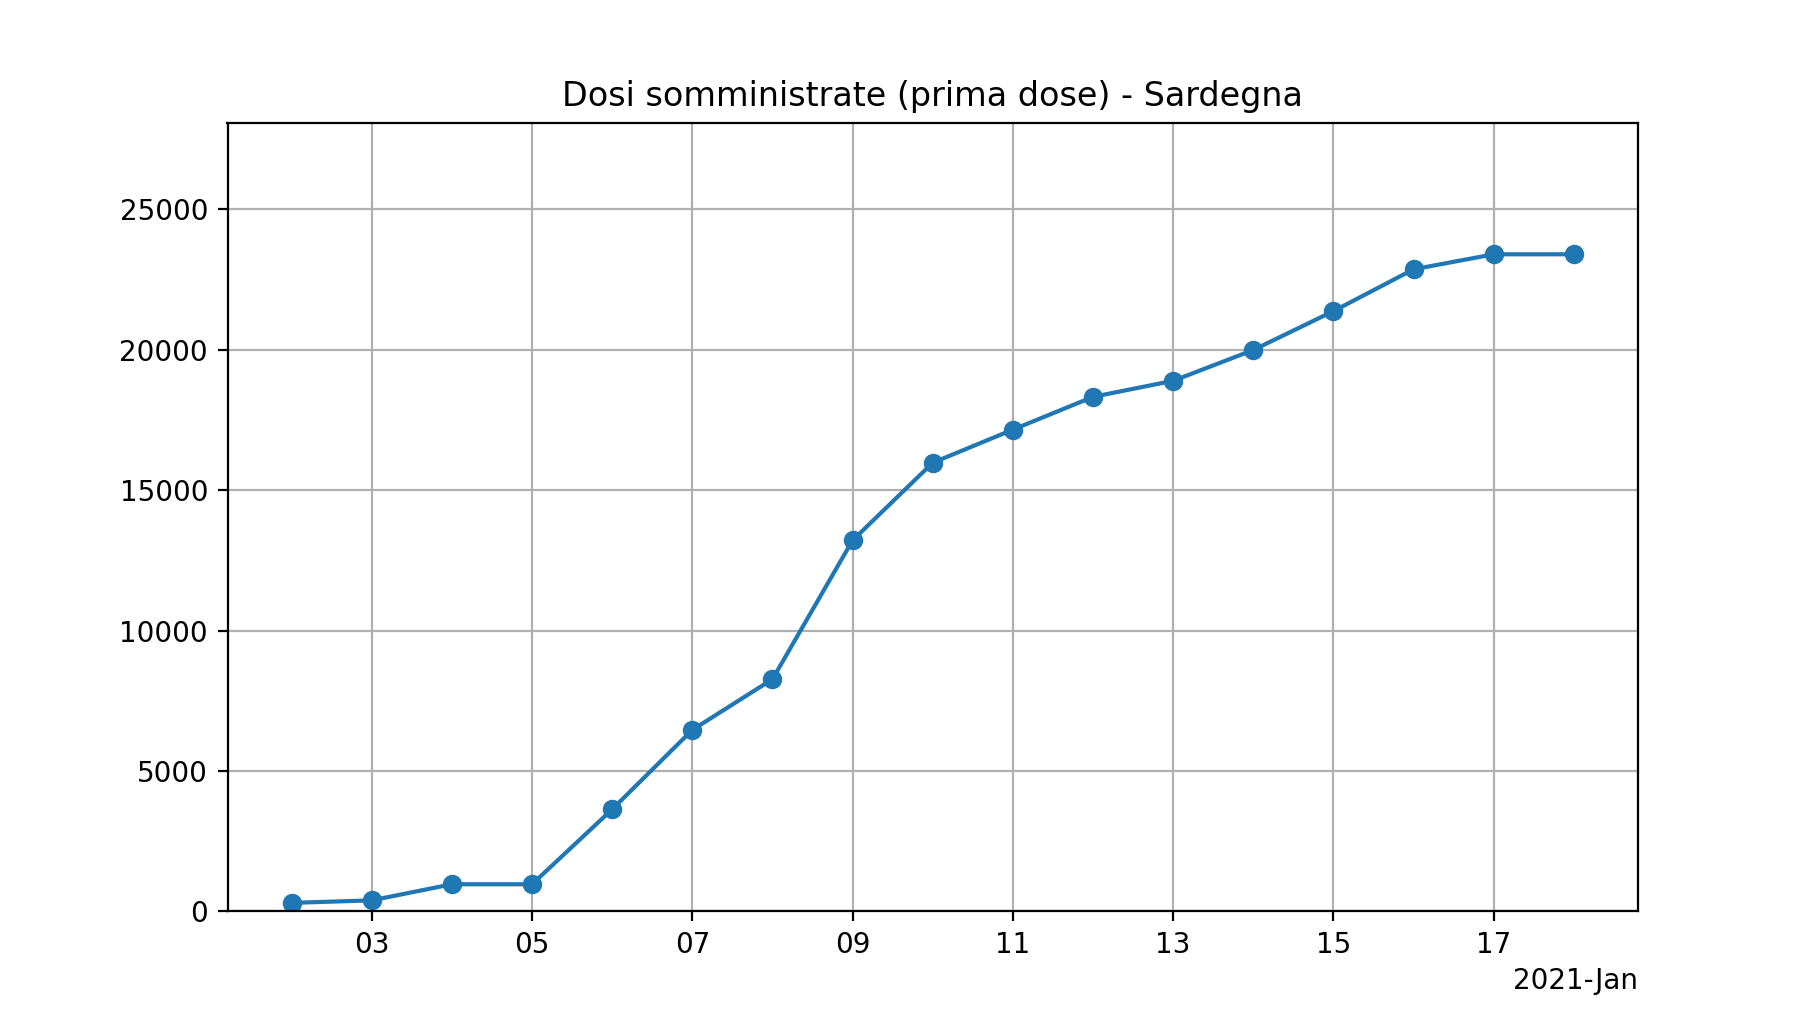 Dosi somministrate (prima dose) - Sardegna
25000
20000
15000
10000
5000
0
03 05 07 09 11 13 15 17
2021-Jan